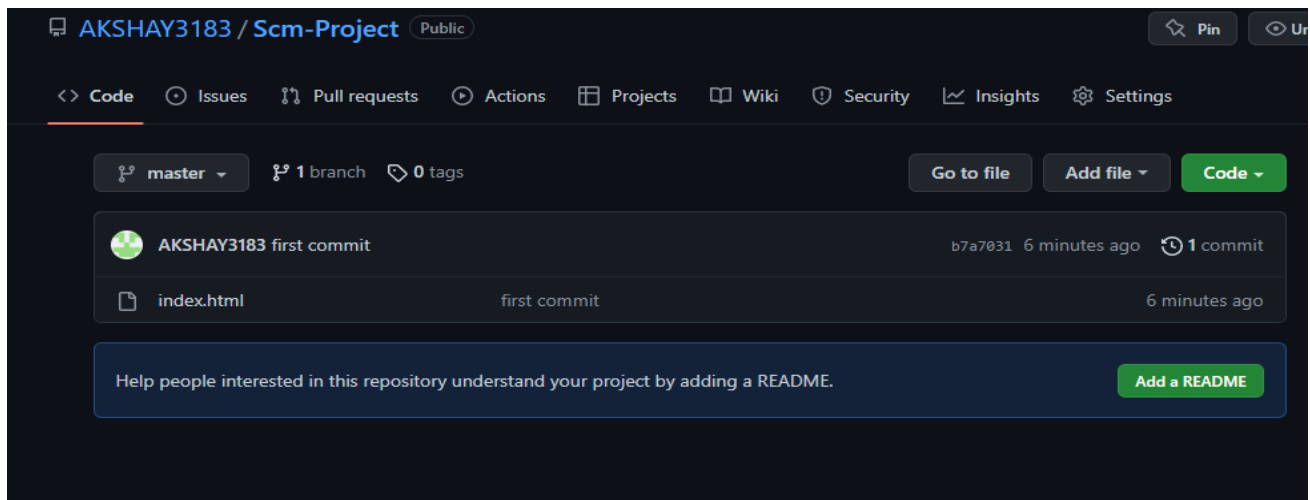 AKSHAY3183 / Scm-Project Public Pin
Code Issues Pull requests Actions Projects Wiki Security Insights Settings
master 1 branch 0 tags Go to file Add file Code
AKSHAY3183 first commit b7a7031 6 minutes ago 1 commit
index.html first commit 6 minutes ago
Help people interested in this repository understand your project by adding a README. Add a README